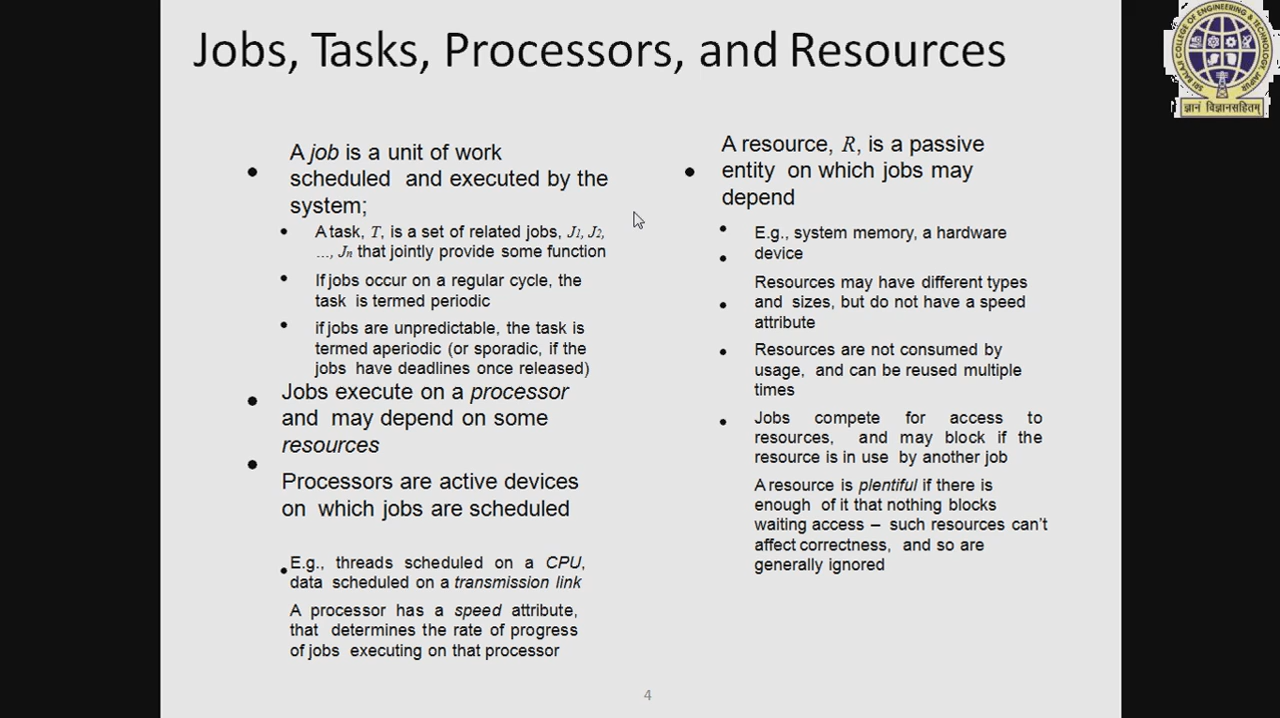 Jobs, Tasks, Processors, and Resources
A job is a unit of work
scheduled and executed by the
system;
A task, T, is a set of related jobs, J1, J2,
..., Jn that jointly provide some function
If jobs occur on a regular cycle, the
task is termed periodic
if jobs are unpredictable, the task is
termed aperiodic (or sporadic, if the
jobs have deadlines once released)
Jobs execute on a processor
and may depend on some
resources
Processors are active devices
on which jobs are scheduled
E.g., threads scheduled on a CPU,
data scheduled on a transmission link
A processor has a speed attribute,
that determines the rate of progress
of jobs executing on that processor
A resource, R, is a passive
entity on which jobs may
depend
E.g., system memory, a hardware
device
Resources may have different types
and sizes, but do not have a speed
attribute
Resources are not consumed by
usage, and can be reused multiple
times
Jobs compete for access to
resources, and may block if the
resource is in use by another job
A resource is plentiful if there is
enough of it that nothing blocks
waiting access – such resources can't
affect correctness, and so are
generally ignored
4
SRI BALAJI COLLEGE OF ENGINEERING & TECHNOLOGY, JAIPUR
ज्ञानं विज्ञानसहितम्